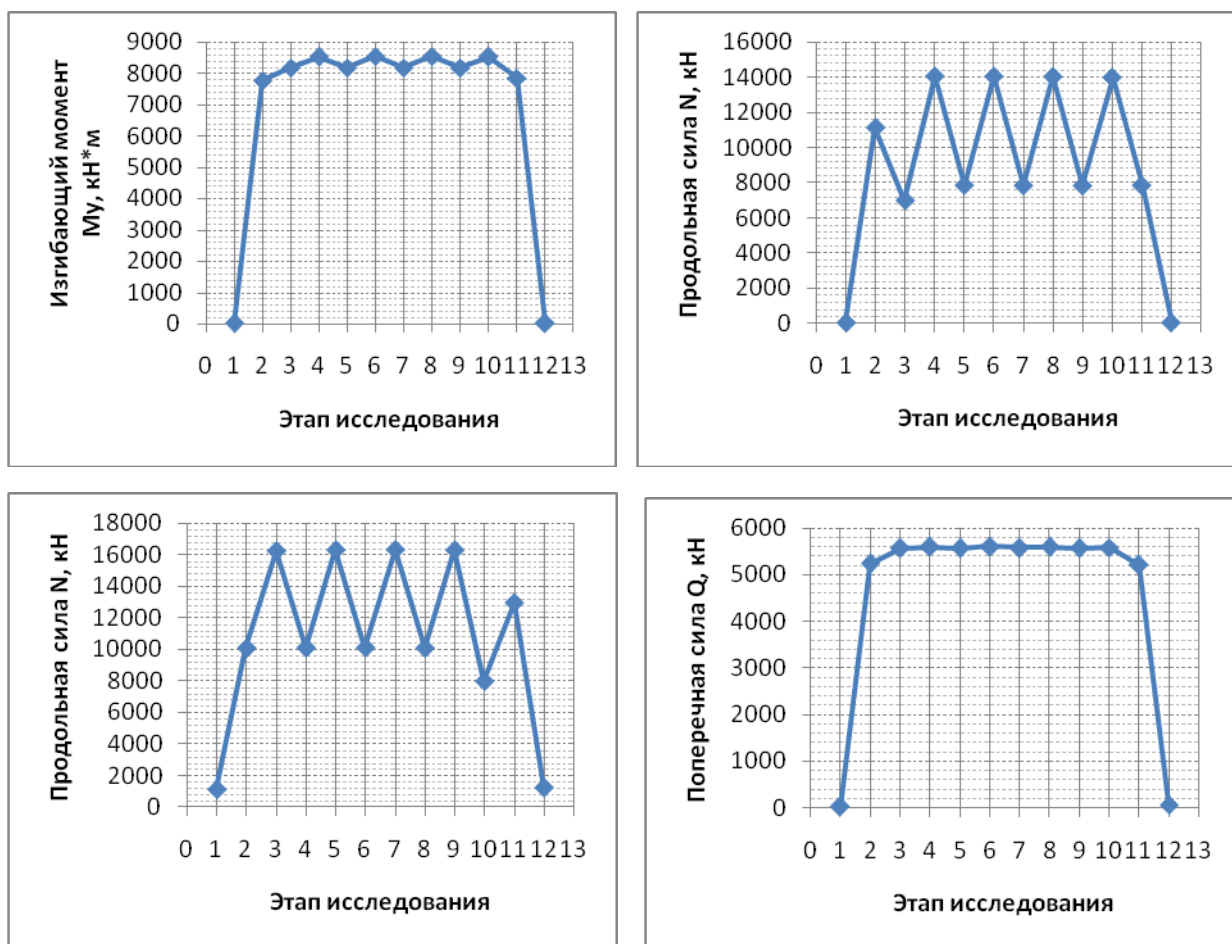 Изгибающий момент
My, кН*м
9000
8000
7000
6000
5000
4000
3000
2000
1000
0
0 1 2 3 4 5 6 7 8 9 10 11 12 13
Этап исследования
Продольная сила N, кН
16000
14000
12000
10000
8000
6000
4000
2000
0
0 1 2 3 4 5 6 7 8 9 10 11 12 13
Этап исследования
Продольная сила N, кН
18000
16000
14000
12000
10000
8000
6000
4000
2000
0
0 1 2 3 4 5 6 7 8 9 10 11 12 13
Этап исследования
Поперечная сила Q, кН
6000
5000
4000
3000
2000
1000
0
0 1 2 3 4 5 6 7 8 9 10 11 12 13
Этап исследования